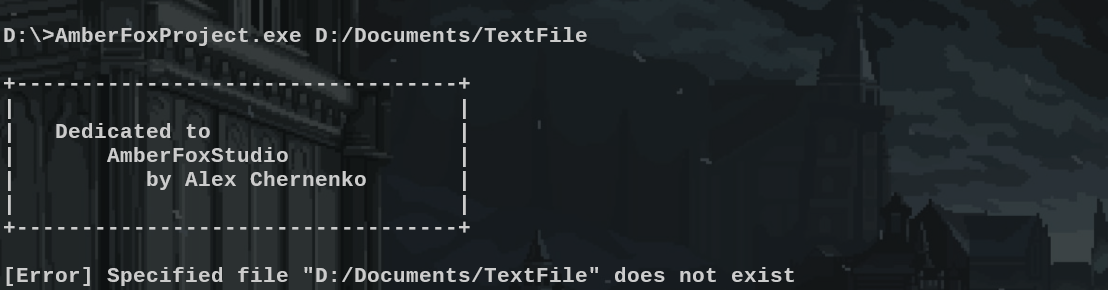 D:\>AmberFoxProject.exe D:/Documents/TextFile
+----------------------------------+
|                                  |
|   Dedicated to                   |
|       AmberFoxStudio             |
|          by Alex Chernenko       |
|                                  |
+----------------------------------+
[Error] Specified file "D:/Documents/TextFile" does not exist